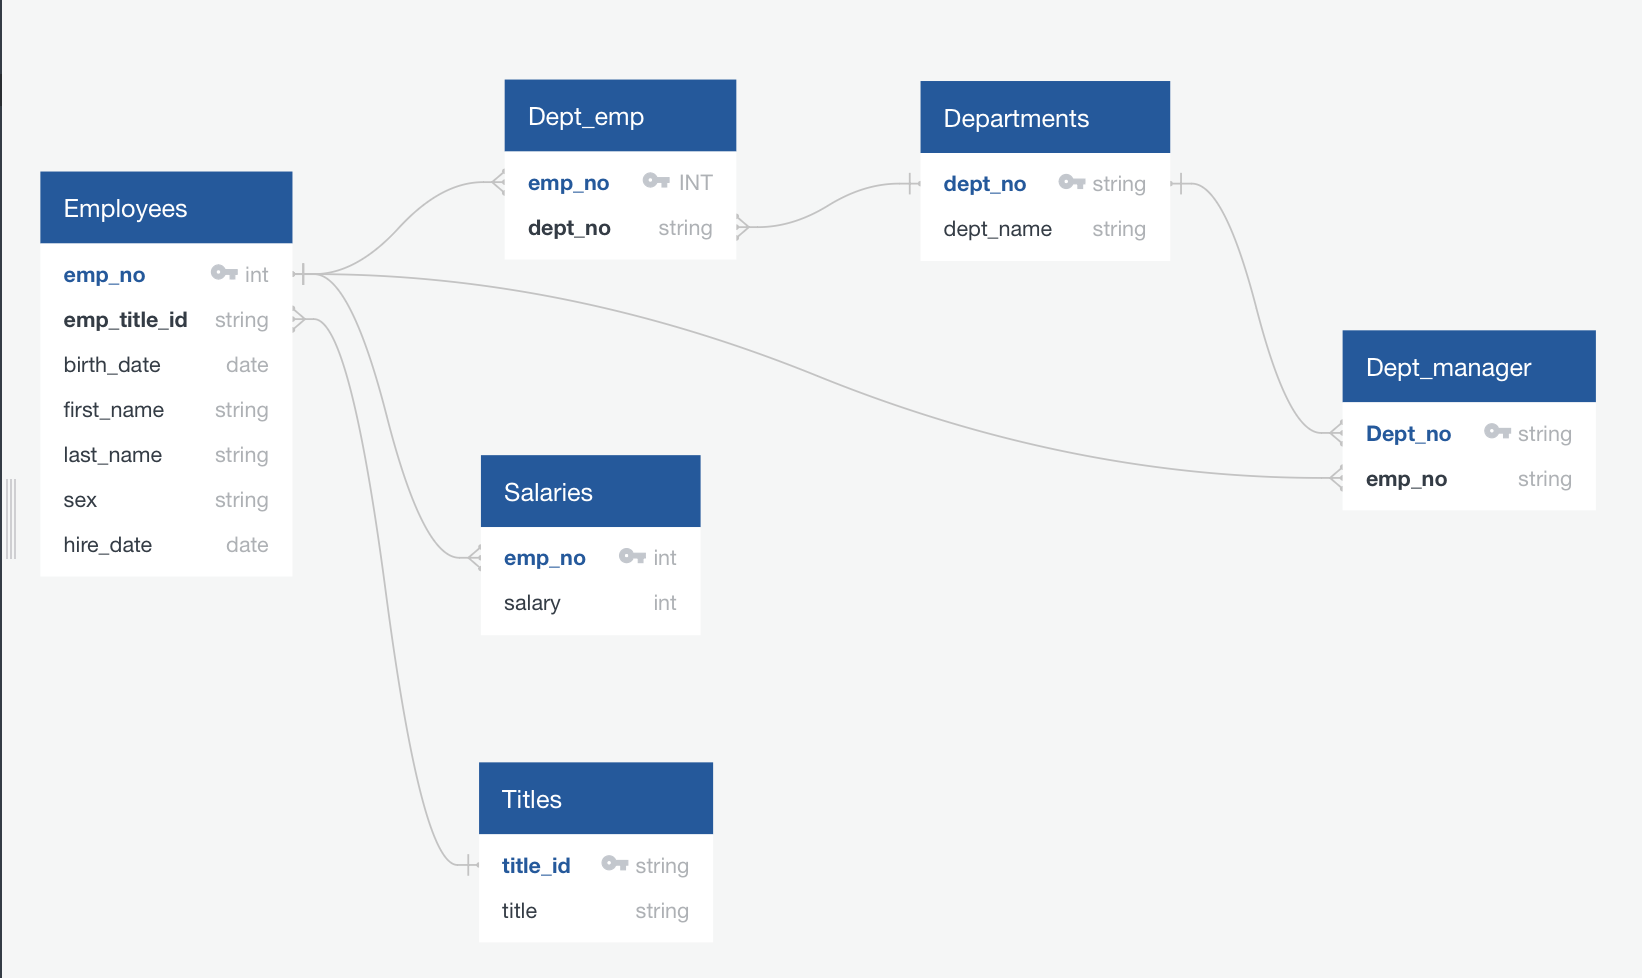 Employees
emp_no int
emp_title_id string
birth_date date
first_name string
last_name string
sex string
hire_date date
Dept_emp
emp_no INT
dept_no string
Departments
dept_no string
dept_name string
Dept_manager
Dept_no string
emp_no string
Salaries
emp_no int
salary int
Titles
title_id string
title string